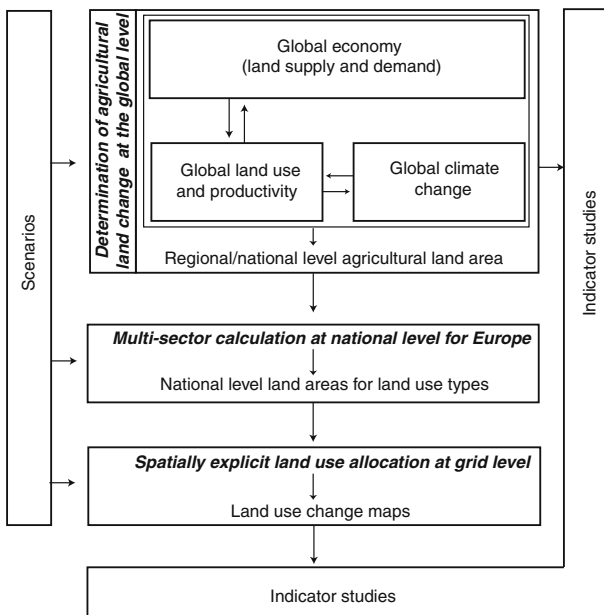 Scenarios
Determination of agricultural
land change at the global level
Global economy
(land supply and demand)
Global land use
and productivity
Global climate
change
Regional/national level agricultural land area
Multi-sector calculation at national level for Europe
National level land areas for land use types
Spatially explicit land use allocation at grid level
Land use change maps
Indicator studies
Indicator studies